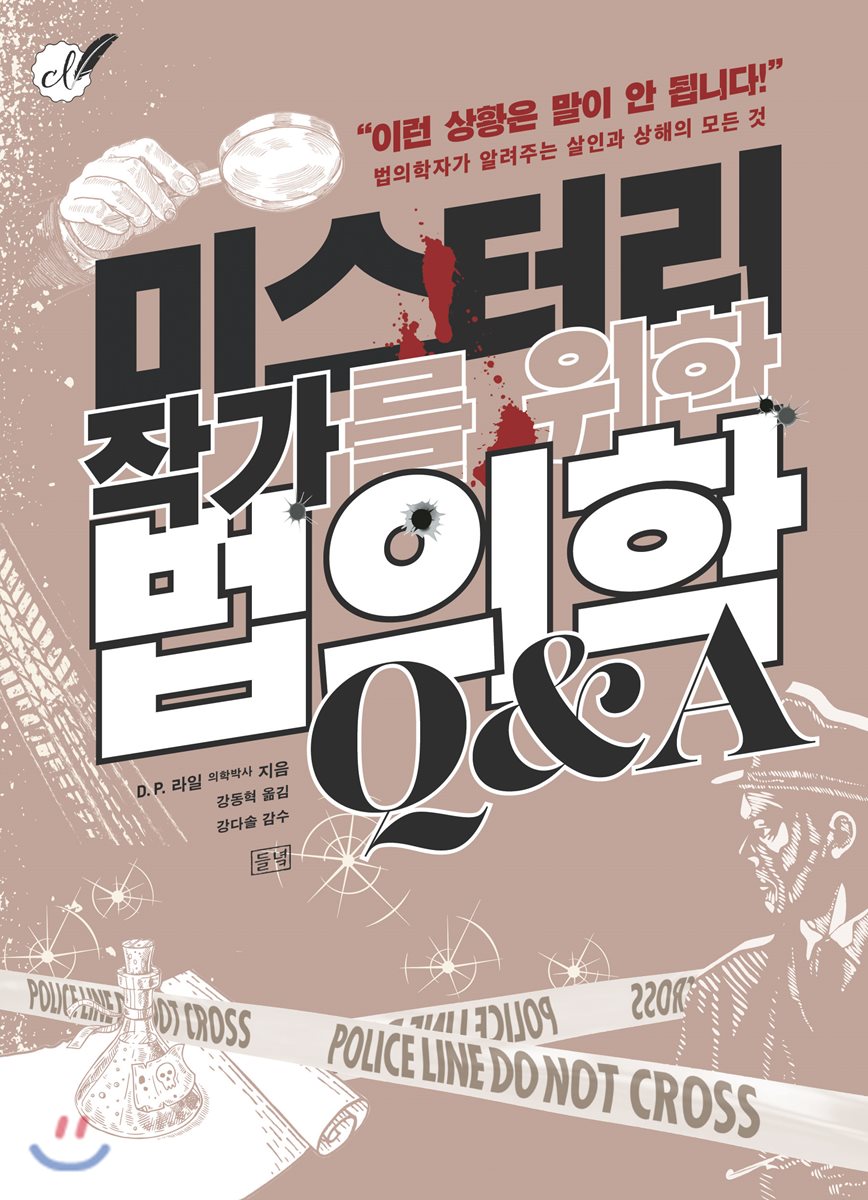 cl
“이런 상황은 말이 안 됩니다!”
법의학자가 알려주는 살인과 상해의 모든 것
미스터리
작가를 위한
법의학
Q&A
D. P. 라일 의학박사 지음
강동혁 옮김
강다솔 감수
들녘
POLICE LINE DO NOT CROSS
POLICE LINE D
CROSS
POLICE LINE DO NOT CROSS